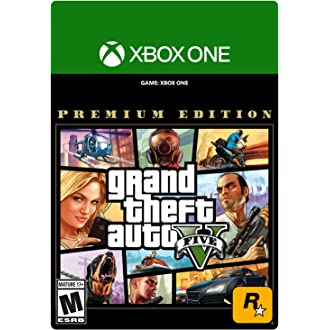 XBOX ONE
GAME: XBOX ONE
PREMIUM EDITION
grand
theft
auto V
FIVE
MATURE 17+
M
ESRB
R★